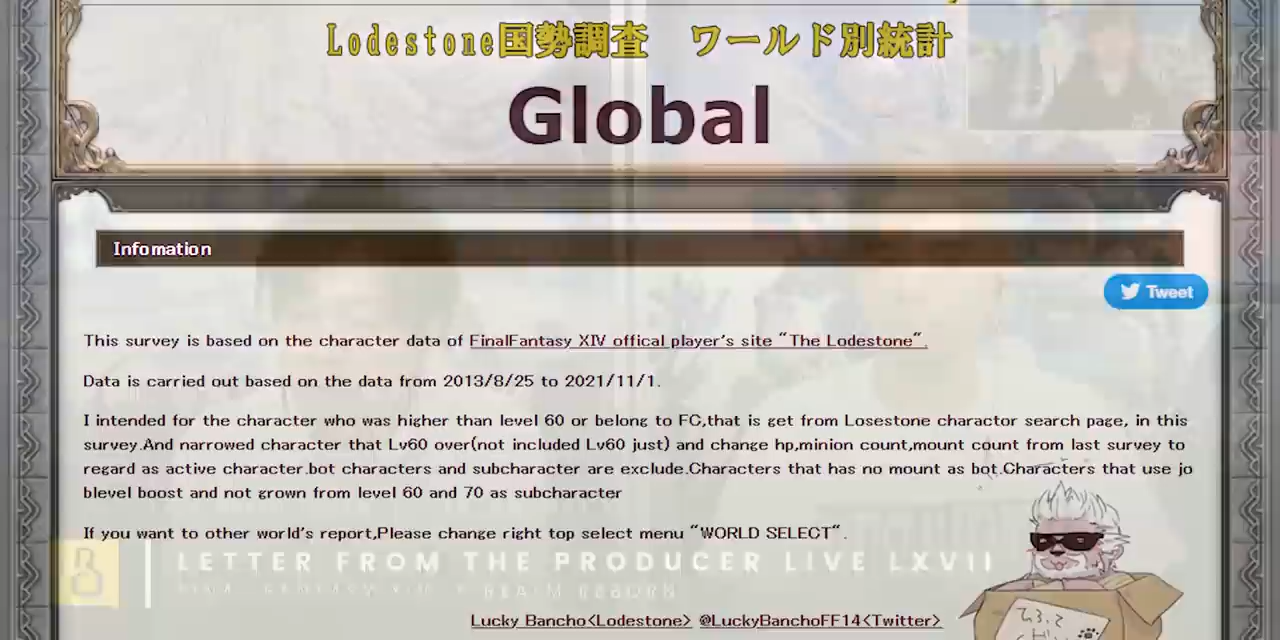 Lodestone国勢調査　ワールド別統計
Global
Infomation
Tweet
This survey is based on the character data of FinalFantasy XIV offical player's site "The Lodestone".
Data is carried out based on the data from 2013/8/25 to 2021/11/1.
I intended for the character who was higher than level 60 or belong to FC,that is get from Losestone charactor search page, in this
survey.And narrowed character that Lv60 over(not included Lv60 just) and change hp,minion count,mount count from last survey to
regard as active character.bot characters and subcharacter are exclude.Characters that has no mount as bot.Characters that use jo
blevel boost and not grown from level 60 and 70 as subcharacter
If you want to other world's report,Please change right top select menu "WORLD SELECT".
LETTER FROM THE PRODUCER LIVE LXVII
FINAL FANTASY XIV: A REALM REBORN
Lucky Bancho<Lodestone> @LuckyBanchoFF14<Twitter>